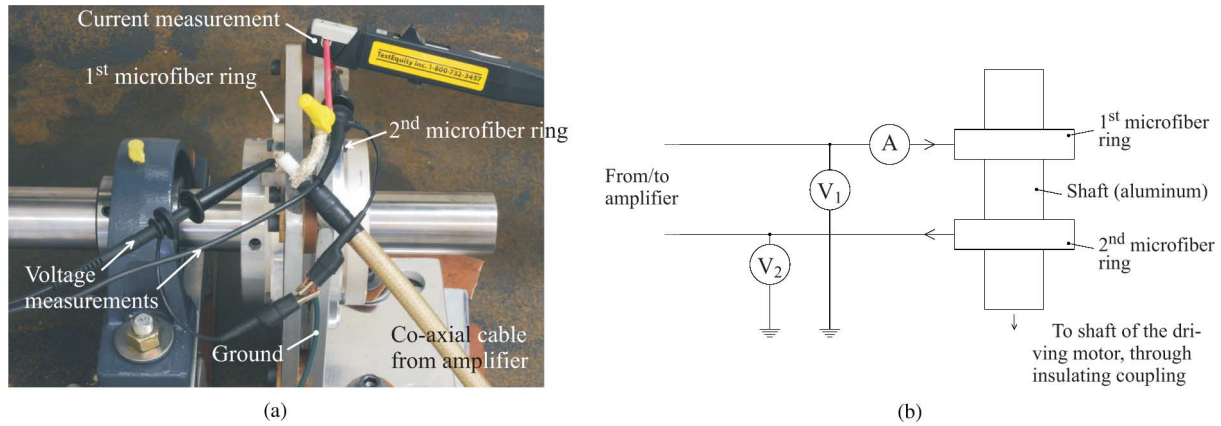 Current measurement
TestEquity inc. 1-800-732-3457
1st microfiber ring
2nd microfiber ring
Voltage
measurements
Ground
Co-axial cable
from amplifier
(a)
From/to
amplifier
A
V1
V2
1st microfiber
ring
Shaft (aluminum)
2nd microfiber
ring
To shaft of the dri-
ving motor, through
insulating coupling
(b)